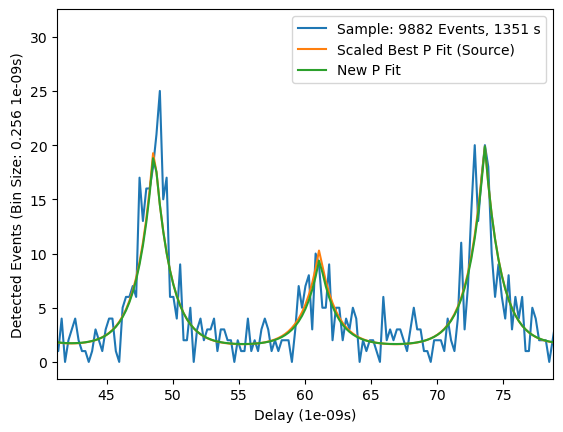 Sample: 9882 Events, 1351 s
Scaled Best P Fit (Source)
New P Fit
Detected Events (Bin Size: 0.256 1e-09s)
30
25
20
15
10
5
0
45 50 55 60 65 70 75
Delay (1e-09s)